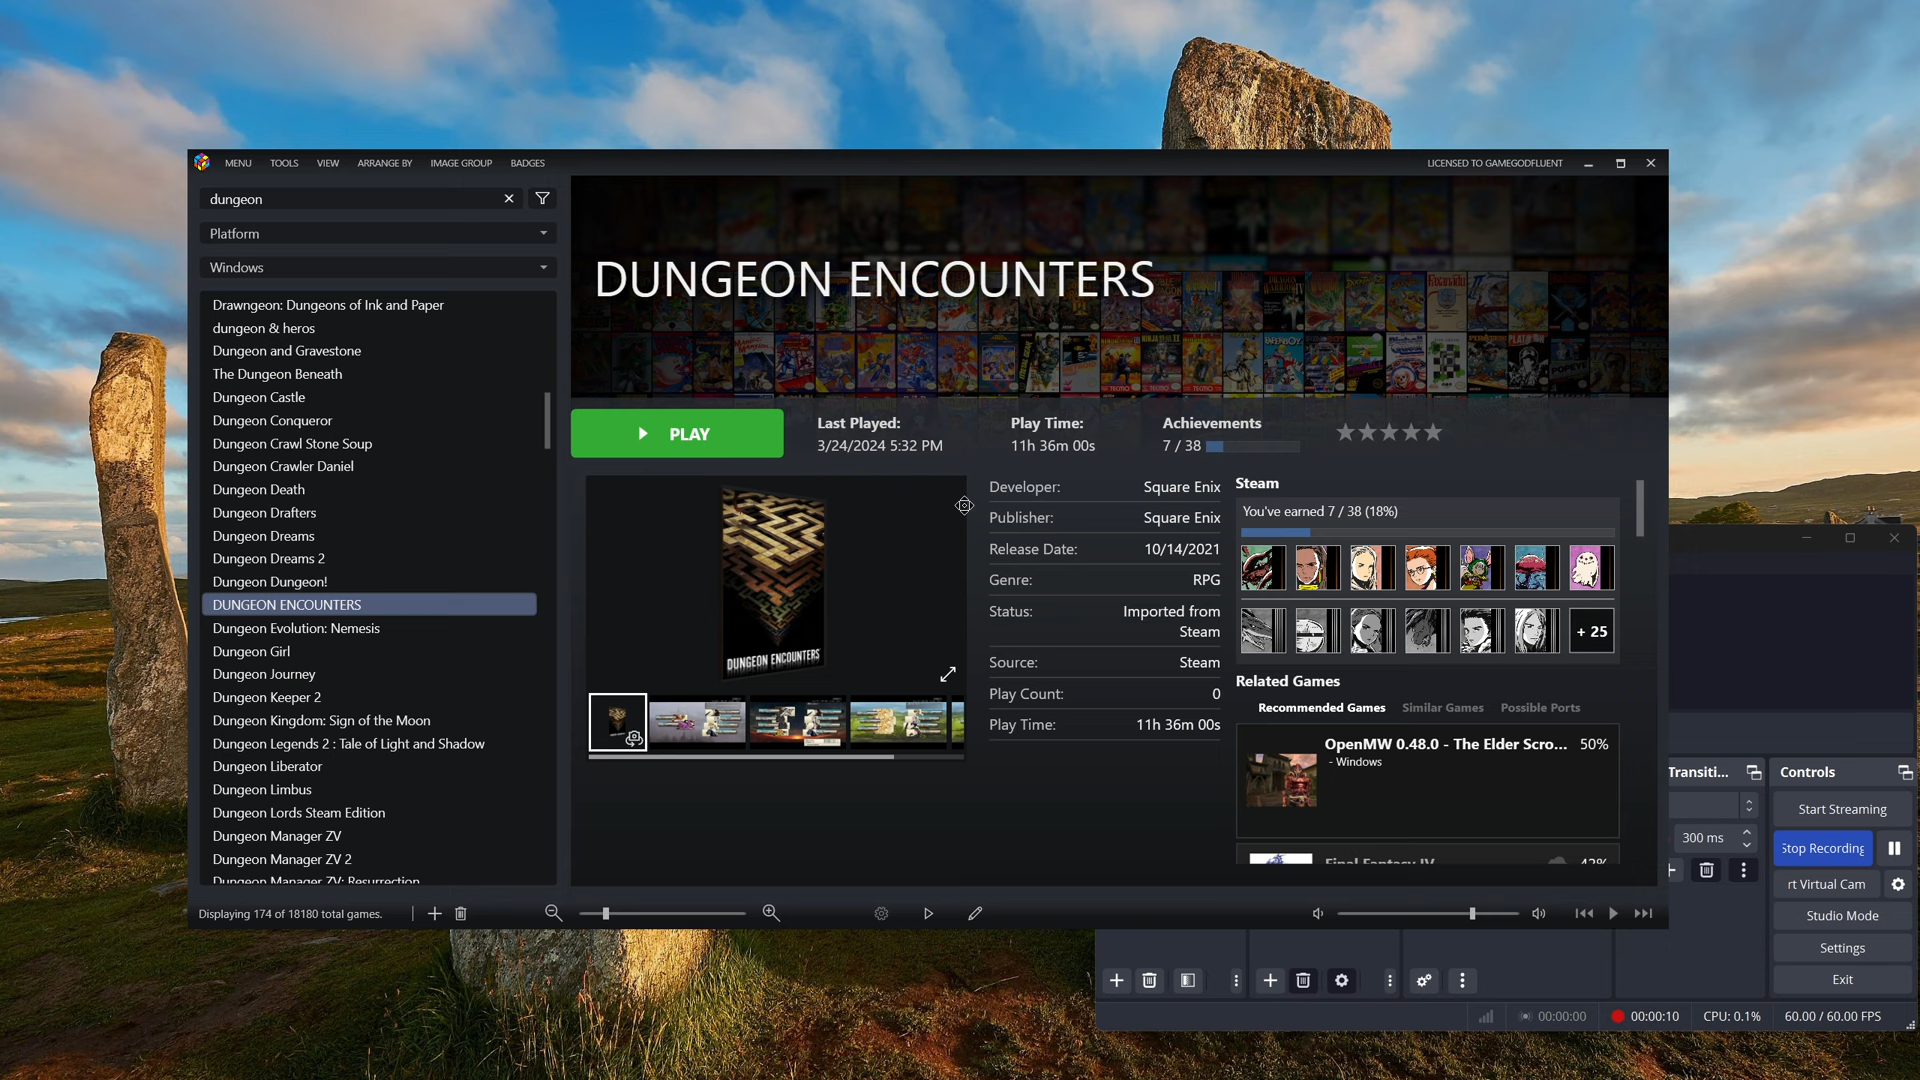 MENU TOOLS VIEW ARRANGE BY IMAGE GROUP BADGES LICENSED TO GAMEGODFLUENT
dungeon
Platform
Windows
Drawngeon: Dungeons of Ink and Paper
dungeon & heros
Dungeon and Gravestone
The Dungeon Beneath
Dungeon Castle
Dungeon Conqueror
Dungeon Crawl Stone Soup
Dungeon Crawler Daniel
Dungeon Death
Dungeon Drafters
Dungeon Dreams
Dungeon Dreams 2
Dungeon Dungeon!
DUNGEON ENCOUNTERS
Dungeon Evolution: Nemesis
Dungeon Girl
Dungeon Journey
Dungeon Keeper 2
Dungeon Kingdom: Sign of the Moon
Dungeon Legends 2 : Tale of Light and Shadow
Dungeon Liberator
Dungeon Limbus
Dungeon Lords Steam Edition
Dungeon Manager ZV
Dungeon Manager ZV 2
Dungeon Manager ZV: Resurrection
Displaying 174 of 18180 total games.
DUNGEON ENCOUNTERS
PLAY
Last Played:
3/24/2024 5:32 PM
Play Time:
11h 36m 00s
Achievements
7 / 38
DUNGEON ENCOUNTERS
Developer: Square Enix
Publisher: Square Enix
Release Date: 10/14/2021
Genre: RPG
Status: Imported from
Steam
Source: Steam
Play Count: 0
Play Time: 11h 36m 00s
Steam
You've earned 7 / 38 (18%)
+ 25
Related Games
Recommended Games Similar Games Possible Ports
OpenMW 0.48.0 - The Elder Scro... 50%
- Windows
Final Fantasy IV 42%
Transiti...
300 ms
Controls
Start Streaming
Stop Recording
rt Virtual Cam
Studio Mode
Settings
Exit
00:00:00 00:00:10 CPU: 0.1% 60.00 / 60.00 FPS